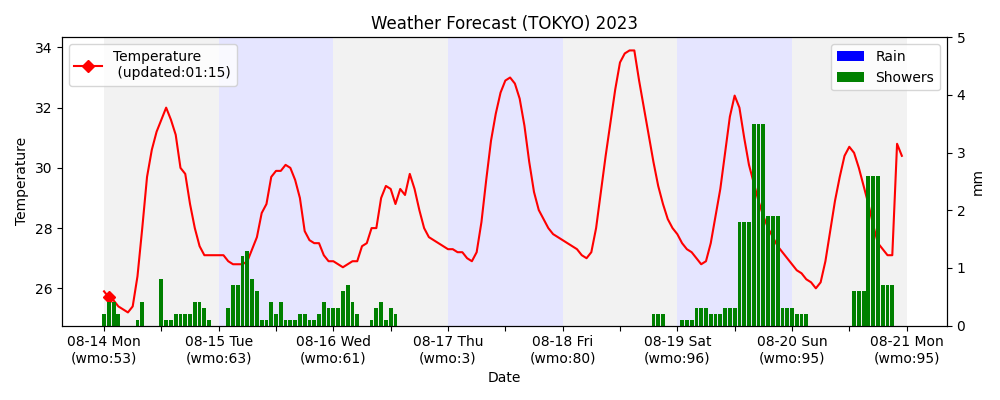 Weather Forecast (TOKYO) 2023
Temperature
(updated:01:15)
Rain
Showers
34
32
30
28
26
Temperature
5
4
3
2
1
0
mm
08-14 Mon
(wmo:53)
08-15 Tue
(wmo:63)
08-16 Wed
(wmo:61)
08-17 Thu
(wmo:3)
08-18 Fri
(wmo:80)
08-19 Sat
(wmo:96)
08-20 Sun
(wmo:95)
08-21 Mon
(wmo:95)
Date